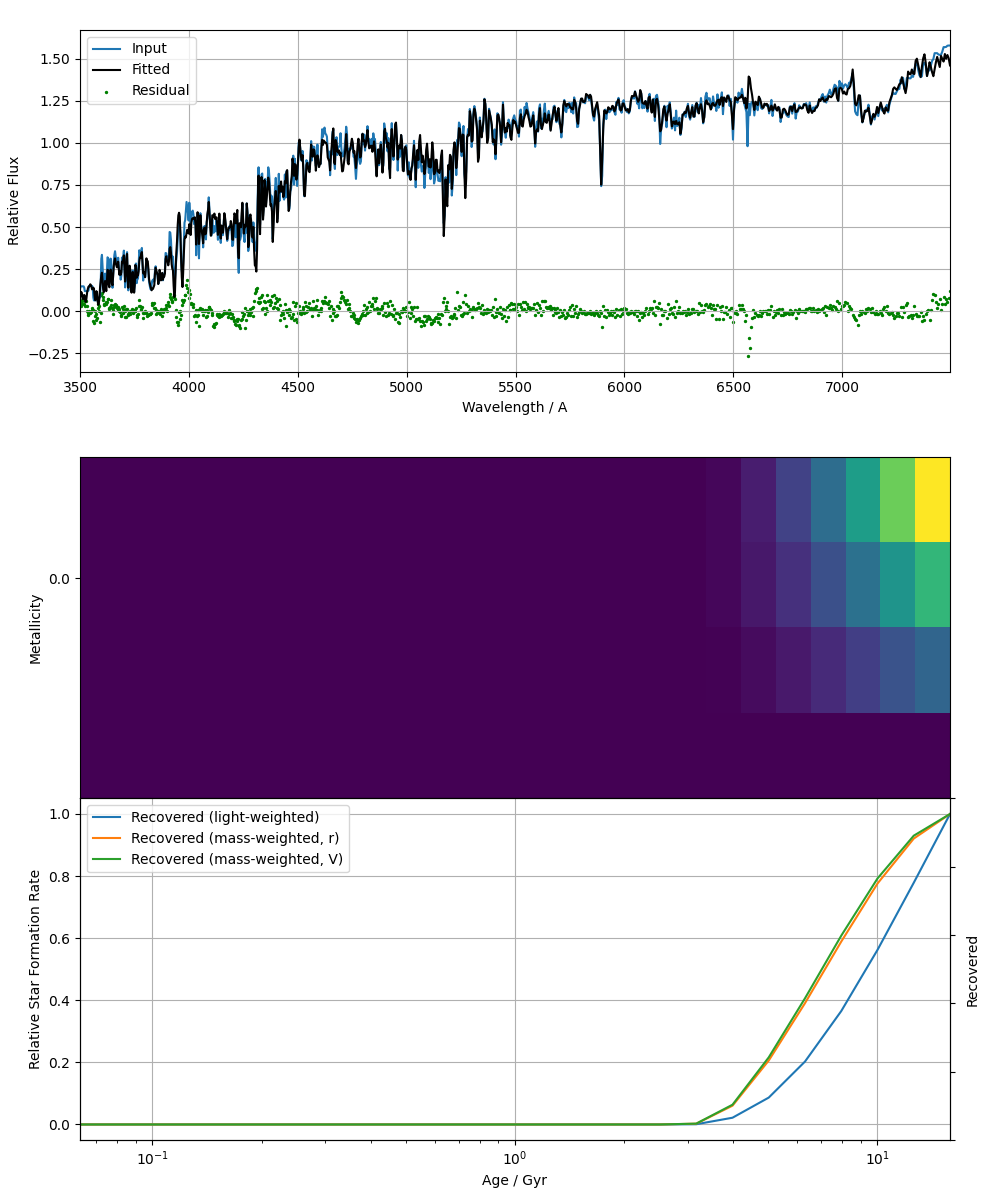 Input
Fitted
Residual
1.50
1.25
1.00
0.75
0.50
0.25
0.00
−0.25
Relative Flux
3500 4000 4500 5000 5500 6000 6500 7000
Wavelength / A
0.0
Metallicity
Recovered (light-weighted)
Recovered (mass-weighted, r)
Recovered (mass-weighted, V)
1.0
0.8
0.6
0.4
0.2
0.0
Relative Star Formation Rate
Recovered
10⁻¹ 10⁰ 10¹
Age / Gyr